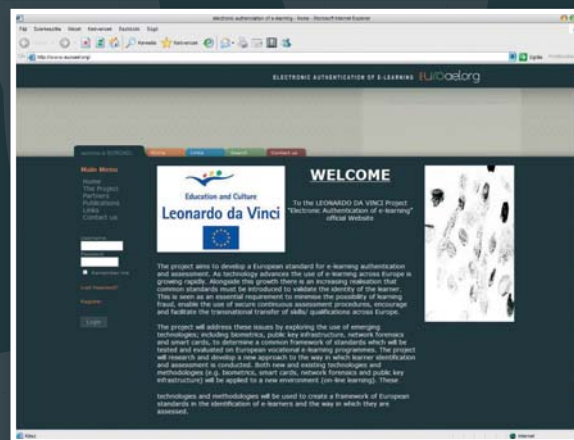 electronic authentication of e-learning - Home - Microsoft Internet Explorer
Fájl Szerkesztés Nézet Kedvencek Eszközök Súgó
Keresés Kedvencek
Ugrás
ELECTRONIC AUTHENTICATION OF E-LEARNING euroael.org
Home Links Search Contact us
Main Menu
Home
The Project
Partners
Publications
Links
Contact us
Username
Password
Remember me
Lost Password?
Register
Login
Education and Culture
Leonardo da Vinci
WELCOME
To the LEONARDO DA VINCI Project
"Electronic Authentication of e-learning"
official Website
The project aims to develop a European standard for e-learning authentication
and assessment. As technology advances the use of e-learning across Europe is
growing rapidly. Alongside this growth there is an increasing realisation that
common standards must be introduced to validate the identity of the learner.
This is seen as an essential requirement to minimise the possibility of learning
fraud, enable the use of secure continuous assessment procedures, encourage
and facilitate the transnational transfer of skills/ qualifications across Europe.
The project will address these issues by exploring the use of emerging
technologies; including biometrics, public key infrastructure, network forensics
and smart cards, to determine a common framework of standards which will be
tested and evaluated on European vocational e-learning programmes. The project
will research and develop a new approach to the way in which learner identification
and assessment is conducted. Both new and existing technologies and
methodologies (e.g. biometrics, smart cards, network forensics and public key
infrastructure) will be applied to a new environment (on-line learning). These
technologies and methodologies will be used to create a framework of European
standards in the identification of e-learners and the way in which they are
assessed.
Internet